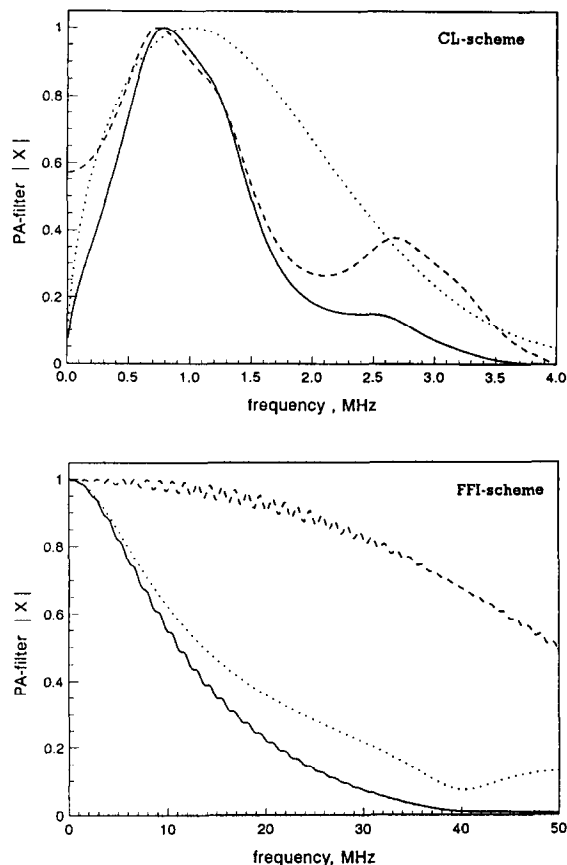 CL-scheme
PA-filter | X |
1
0.8
0.6
0.4
0.2
0
0.0 0.5 1.0 1.5 2.0 2.5 3.0 3.5 4.0
frequency , MHz
FFI-scheme
PA-filter | X |
1
0.8
0.6
0.4
0.2
0
0 10 20 30 40 50
frequency, MHz